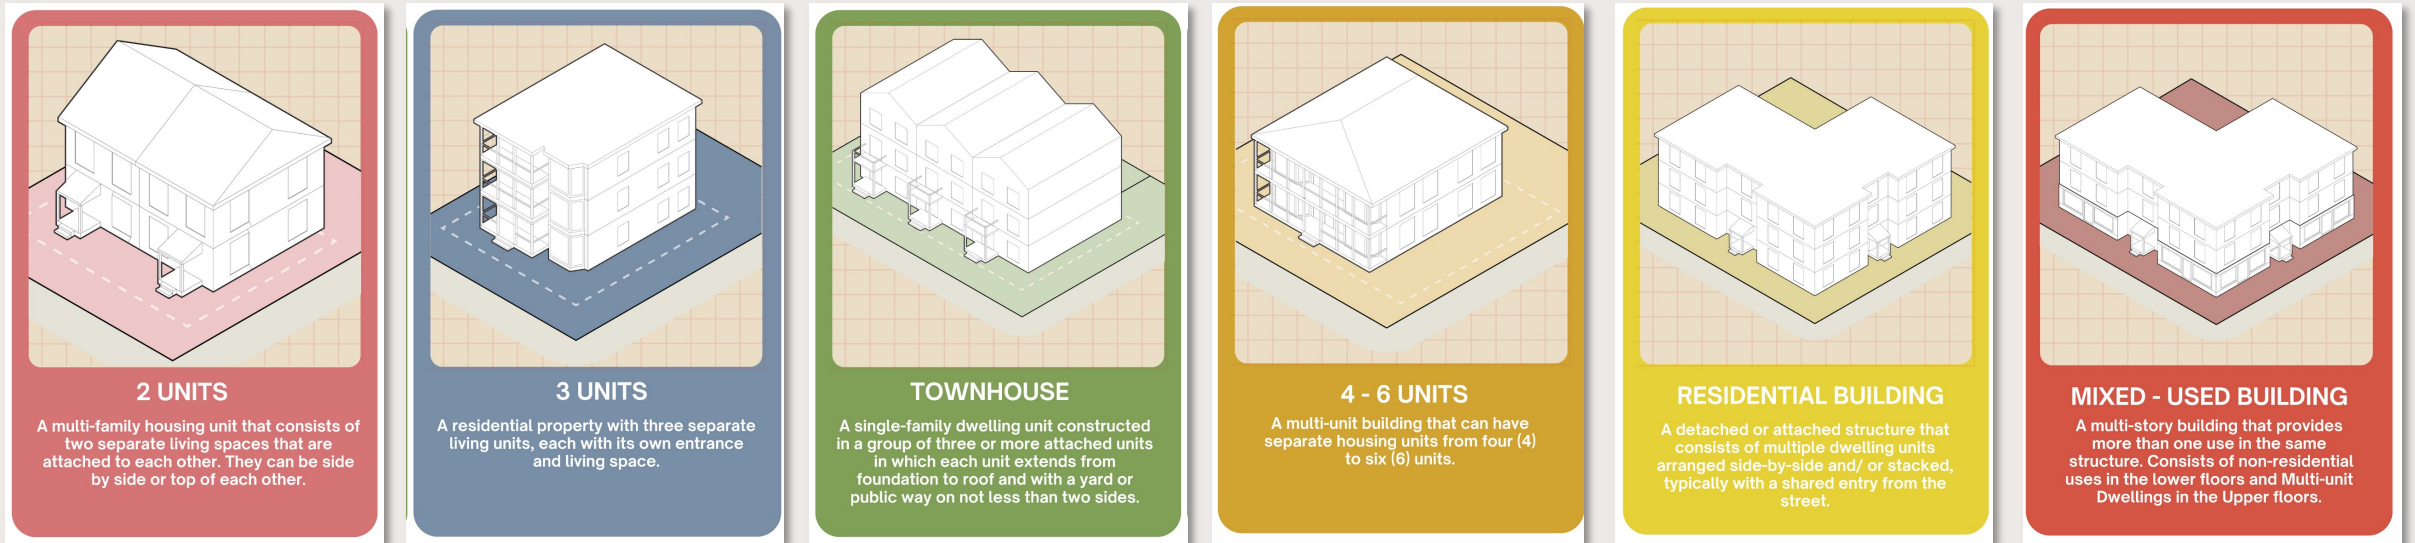 2 UNITS
A multi-family housing unit that consists of
two separate living spaces that are
attached to each other. They can be side
by side or top of each other.
3 UNITS
A residential property with three separate
living units, each with its own entrance
and living space.
TOWNHOUSE
A single-family dwelling unit constructed
in a group of three or more attached units
in which each unit extends from
foundation to roof and with a yard or
public way on not less than two sides.
4 - 6 UNITS
A multi-unit building that can have
separate housing units from four (4)
to six (6) units.
RESIDENTIAL BUILDING
A detached or attached structure that
consists of multiple dwelling units
arranged side-by-side and/ or stacked,
typically with a shared entry from the
street.
MIXED - USED BUILDING
A multi-story building that provides
more than one use in the same
structure. Consists of non-residential
uses in the lower floors and Multi-unit
Dwellings in the Upper floors.